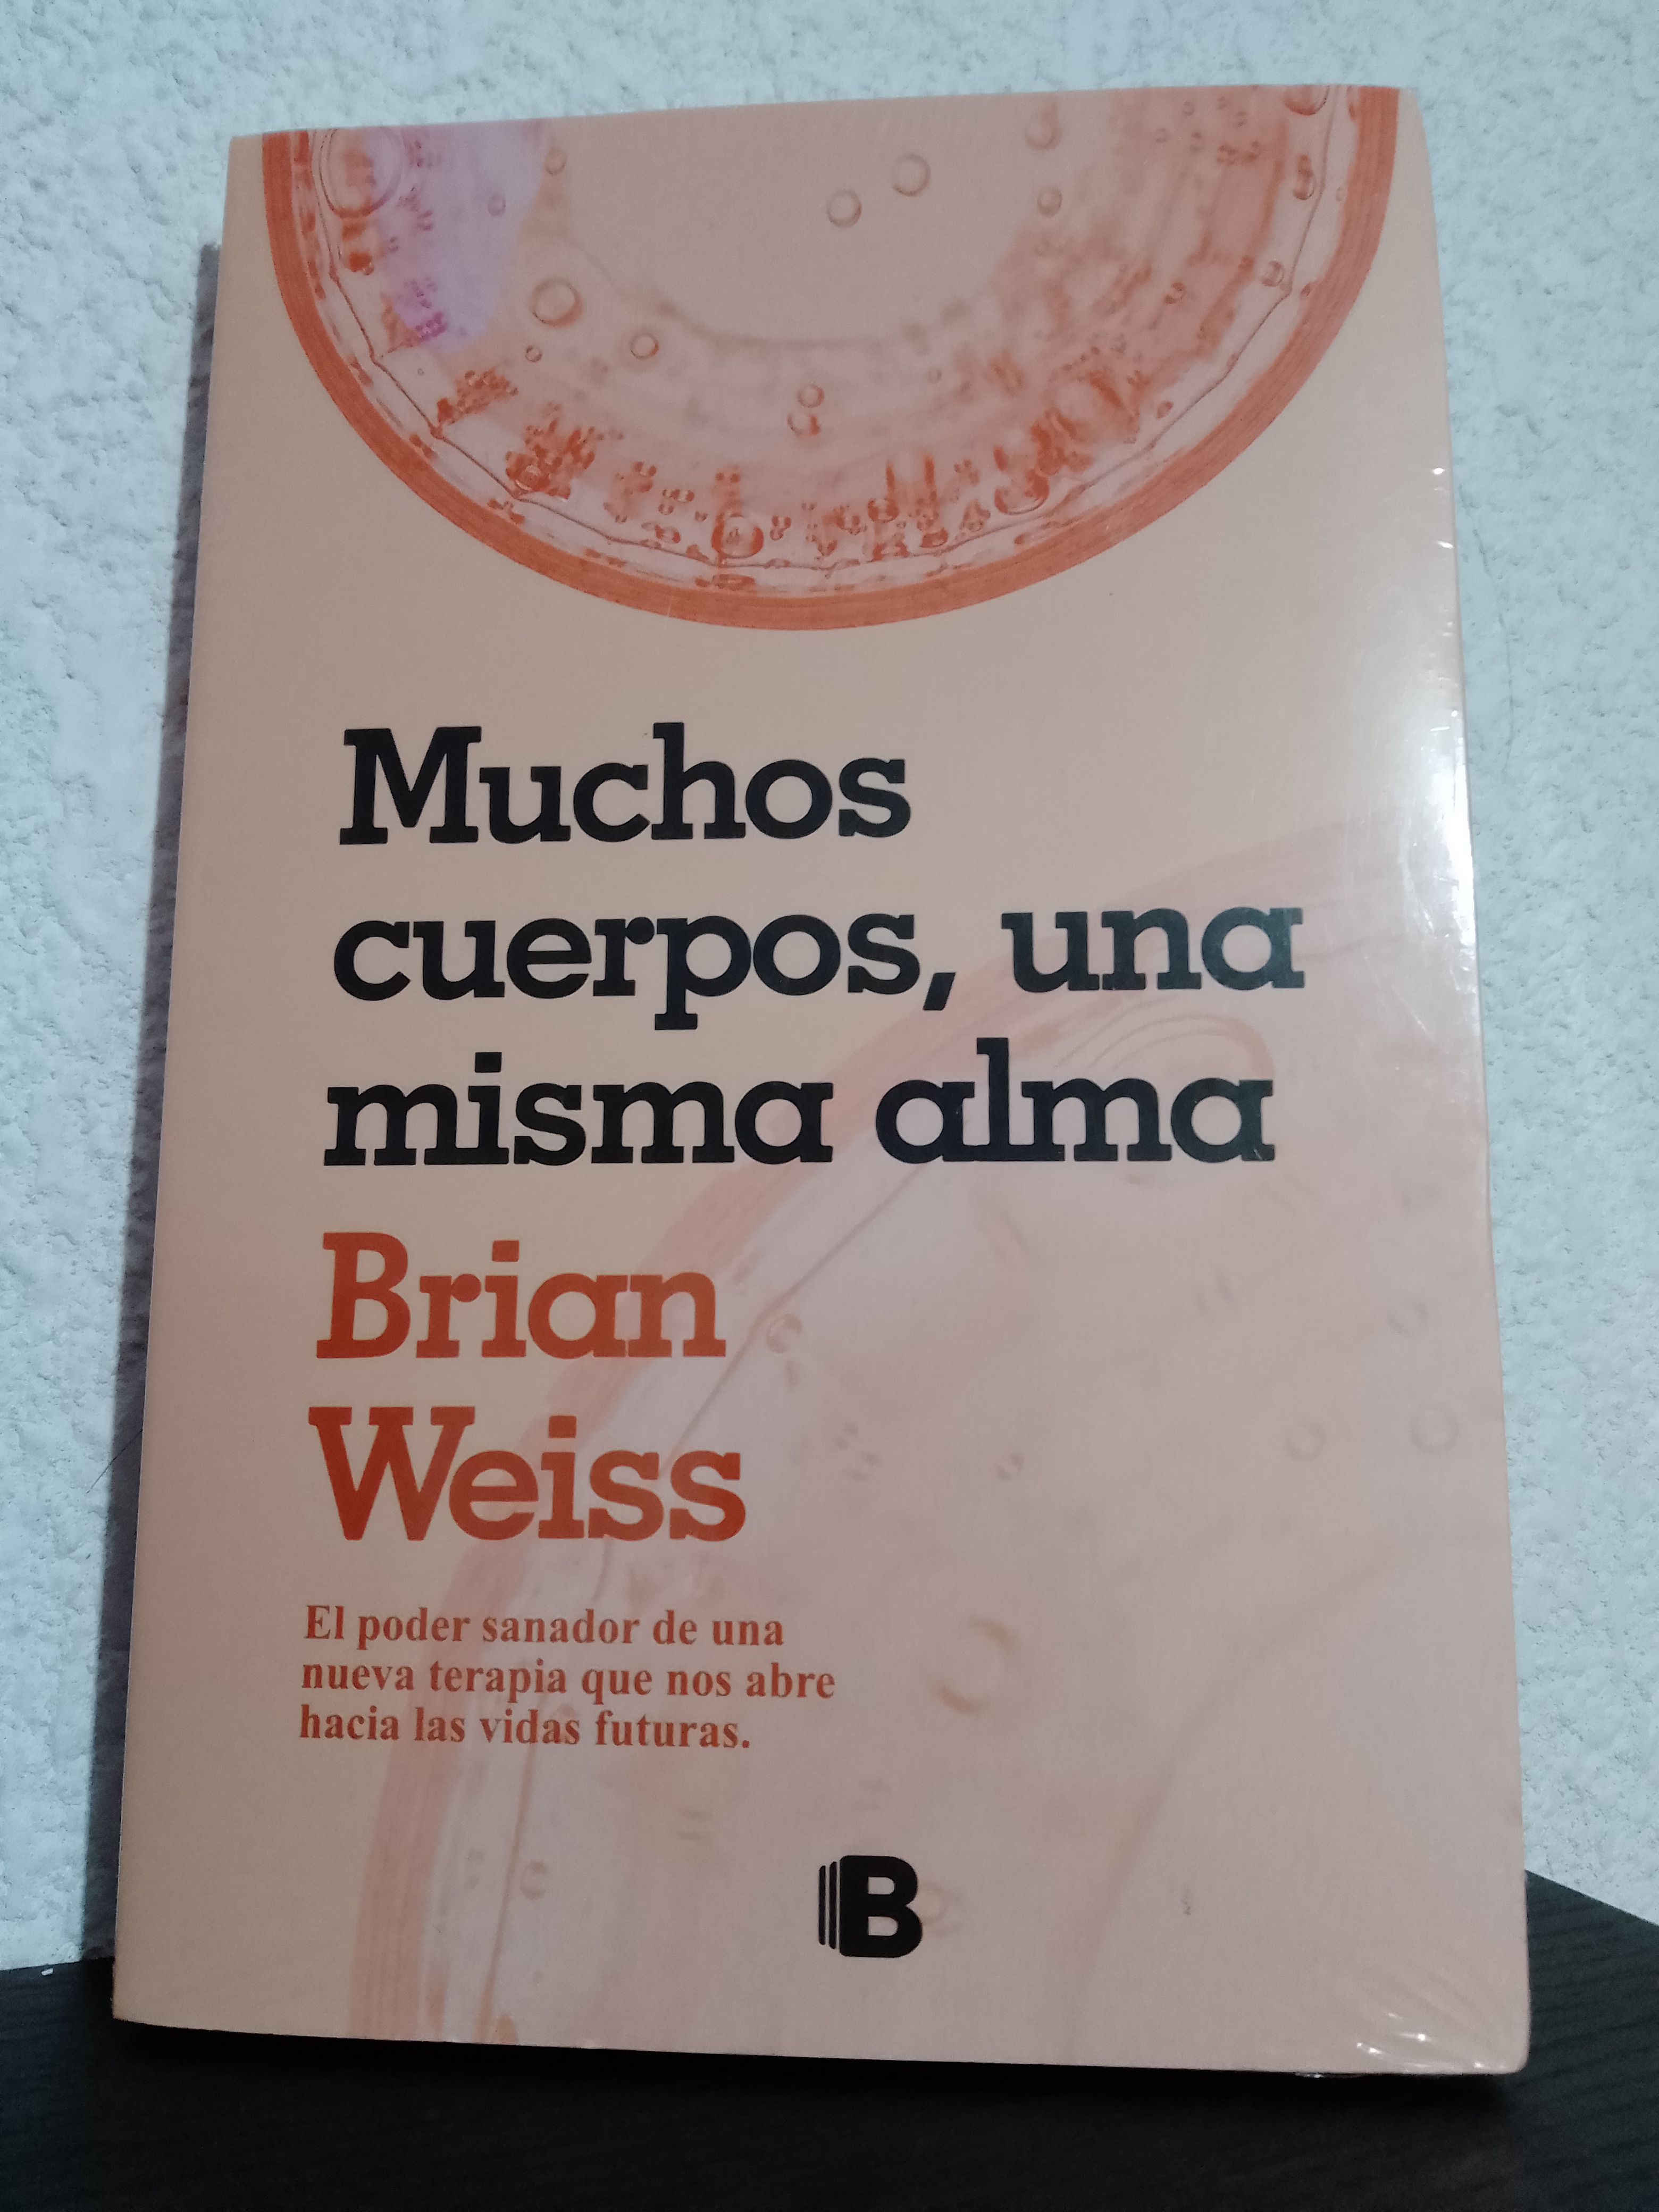 Muchos
cuerpos, una
misma alma
Brian
Weiss
El poder sanador de una
nueva terapia que nos abre
hacia las vidas futuras.
B